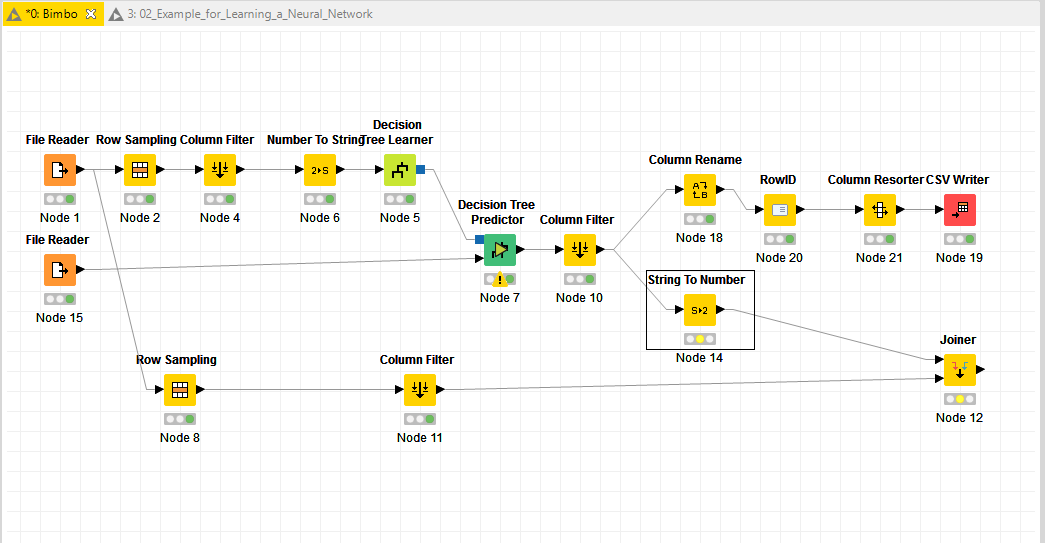 *0: Bimbo
3: 02_Example_for_Learning_a_Neural_Network
File Reader
Row Sampling
Column Filter
Number To String
Decision
Tree Learner
2▸S
Node 1
Node 2
Node 4
Node 6
Node 5
File Reader
Node 15
Decision Tree
Predictor
Node 7
Column Filter
Node 10
Column Rename
A
B
Node 18
RowID
Node 20
Column Resorter
Node 21
CSV Writer
Node 19
String To Number
S▸2
Node 14
Row Sampling
Node 8
Column Filter
Node 11
Joiner
Node 12